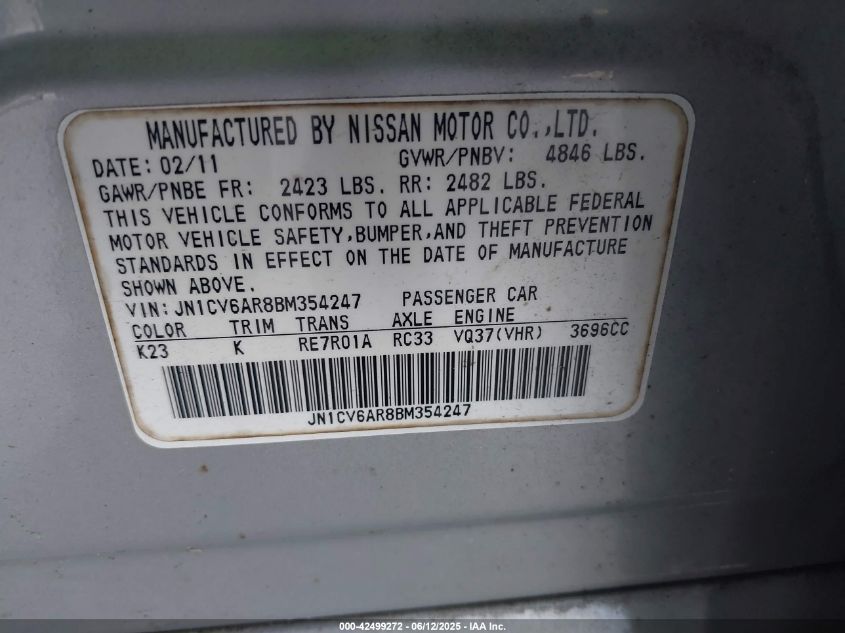 MANUFACTURED BY NISSAN MOTOR CO.,LTD.
DATE: 02/11 GVWR/PNBV: 4846 LBS.
GAWR/PNBE FR: 2423 LBS. RR: 2482 LBS.
THIS VEHICLE CONFORMS TO ALL APPLICABLE FEDERAL
MOTOR VEHICLE SAFETY,BUMPER,AND THEFT PREVENTION
STANDARDS IN EFFECT ON THE DATE OF MANUFACTURE
SHOWN ABOVE.
VIN: JN1CV6AR8BM354247 PASSENGER CAR
COLOR TRIM TRANS AXLE ENGINE
K23 K RE7R01A RC33 VQ37(VHR) 3696CC
JN1CV6AR8BM354247
000-42499272 - 06/12/2025 - IAA Inc.